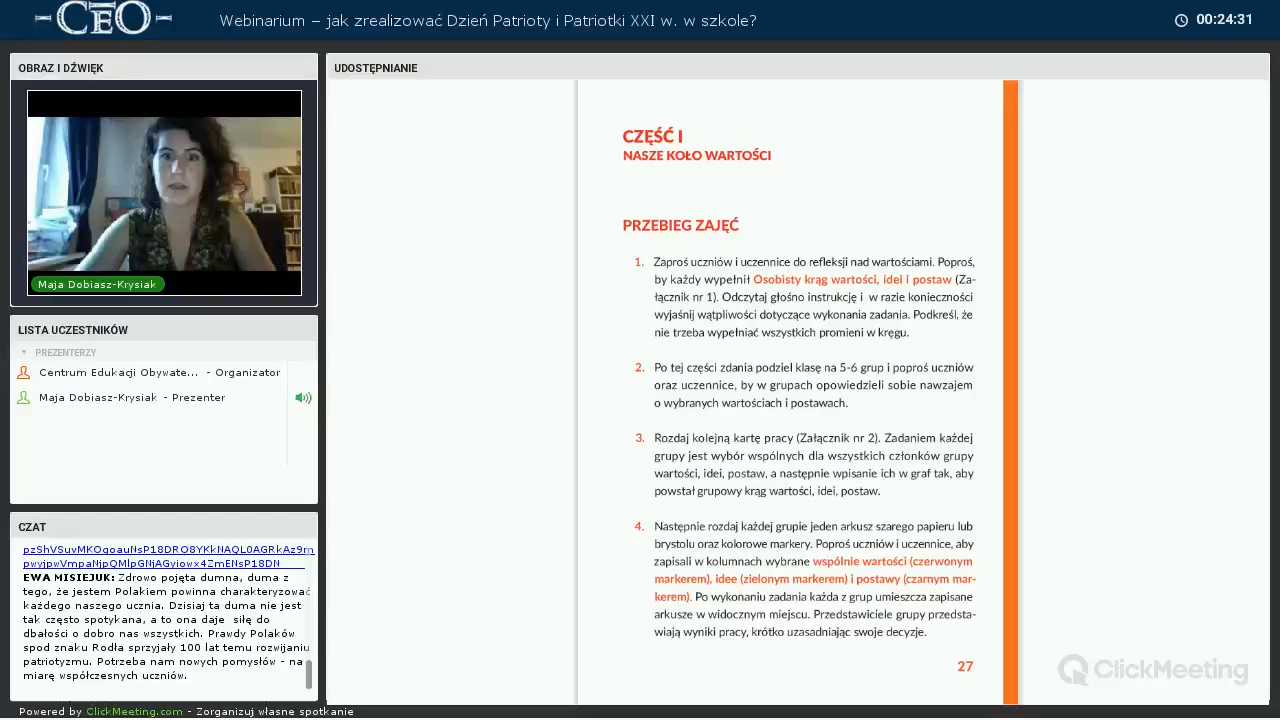 CEO
Webinarium – jak zrealizować Dzień Patrioty i Patriotki XXI w. w szkole?
00:24:31
OBRAZ I DŹWIĘK
Maja Dobiasz-Krysiak
LISTA UCZESTNIKÓW
PREZENTERZY
Centrum Edukacji Obywate... - Organizator
Maja Dobiasz-Krysiak - Prezenter
CZAT
EWA MISIEJUK: Zdrowo pojęta dumna, duma z
tego, że jestem Polakiem powinna charakteryzować
każdego naszego ucznia. Dzisiaj ta duma nie jest
tak często spotykana, a to ona daje siłę do
dbałości o dobro nas wszystkich. Prawdy Polaków
spod znaku Rodła sprzyjały 100 lat temu rozwijaniu
patriotyzmu. Potrzeba nam nowych pomysłów - na
miarę współczesnych uczniów.
UDOSTĘPNIANIE
CZĘŚĆ I
NASZE KOŁO WARTOŚCI
PRZEBIEG ZAJĘĆ
1. Zaproś uczniów i uczennice do refleksji nad wartościami. Poproś,
by każdy wypełnił Osobisty krąg wartości, idei i postaw (Za-
łącznik nr 1). Odczytaj głośno instrukcję i w razie konieczności
wyjaśnij wątpliwości dotyczące wykonania zadania. Podkreśl, że
nie trzeba wypełniać wszystkich promieni w kręgu.
2. Po tej części zdania podziel klasę na 5-6 grup i poproś uczniów
oraz uczennice, by w grupach opowiedzieli sobie nawzajem
o wybranych wartościach i postawach.
3. Rozdaj kolejną kartę pracy (Załącznik nr 2). Zadaniem każdej
grupy jest wybór wspólnych dla wszystkich członków grupy
wartości, idei, postaw, a następnie wpisanie ich w graf tak, aby
powstał grupowy krąg wartości, idei, postaw.
4. Następnie rozdaj każdej grupie jeden arkusz szarego papieru lub
brystolu oraz kolorowe markery. Poproś uczniów i uczennice, aby
zapisali w kolumnach wybrane wspólnie wartości (czerwonym
markerem), idee (zielonym markerem) i postawy (czarnym mar-
kerem). Po wykonaniu zadania każda z grup umieszcza zapisane
arkusze w widocznym miejscu. Przedstawiciele grupy przedsta-
wiają wyniki pracy, krótko uzasadniając swoje decyzje.
27
ClickMeeting
Powered by ClickMeeting.com - Zorganizuj własne spotkanie